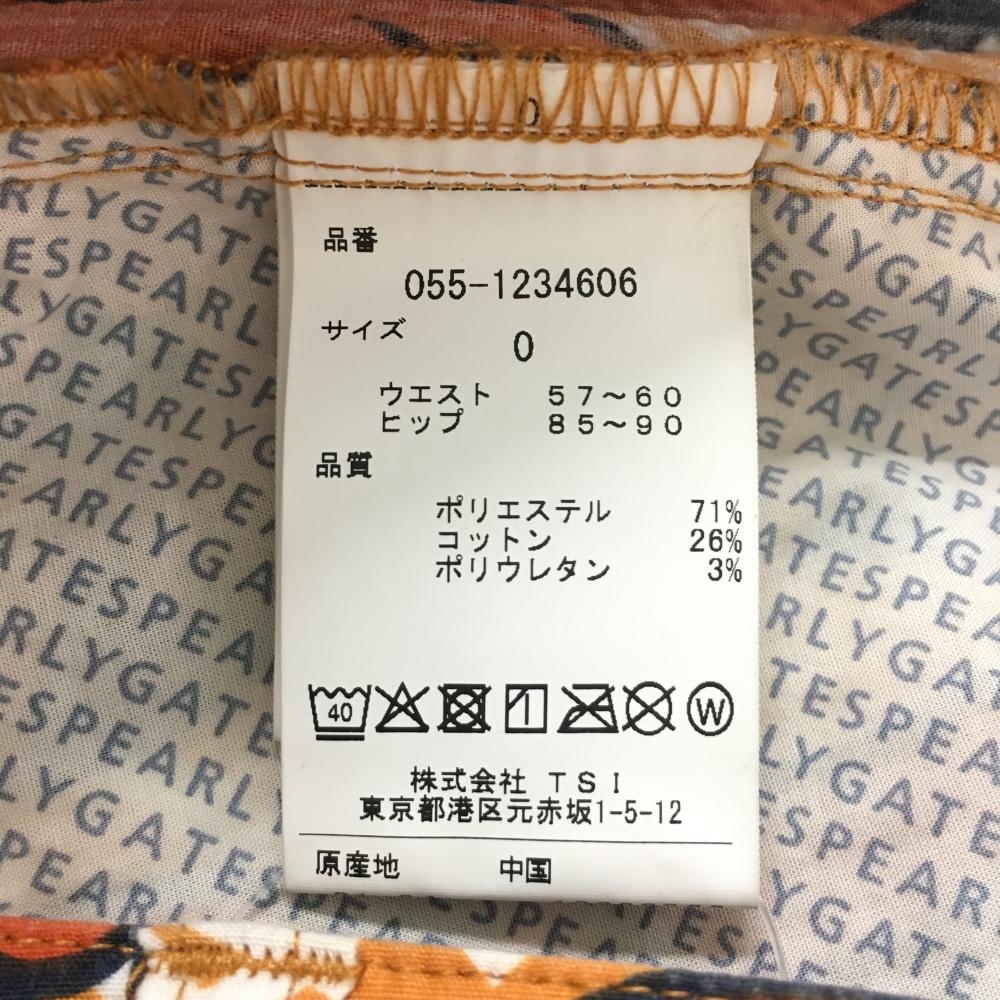 品番
055-1234606
サイズ
0
ウエスト 57～60
ヒップ 85～90
品質
ポリエステル 71%
コットン 26%
ポリウレタン 3%
40
W
株式会社 TSI
東京都港区元赤坂1-5-12
原産地 中国
PEARLYGATES